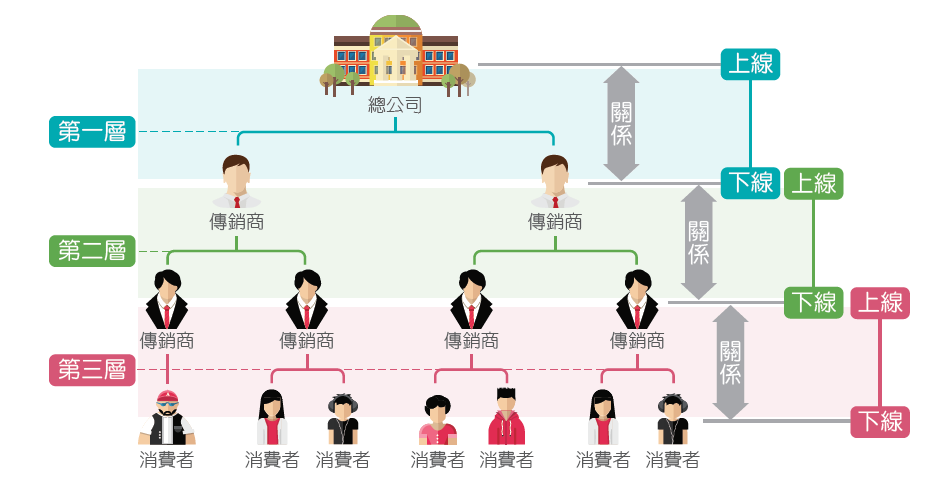 上線
總公司
關係
第一層
下線
上線
傳銷商
傳銷商
關係
第二層
下線
上線
傳銷商
傳銷商
傳銷商
傳銷商
關係
第三層
下線
消費者
消費者
消費者
消費者
消費者
消費者
消費者